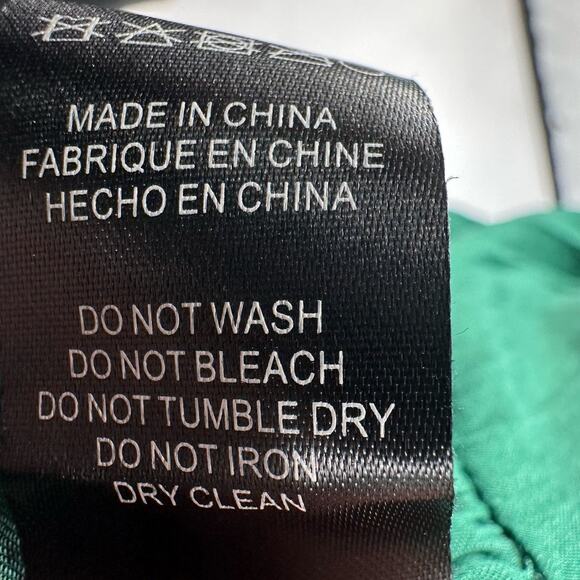 MADE IN CHINA
FABRIQUE EN CHINE
HECHO EN CHINA
DO NOT WASH
DO NOT BLEACH
DO NOT TUMBLE DRY
DO NOT IRON
DRY CLEAN